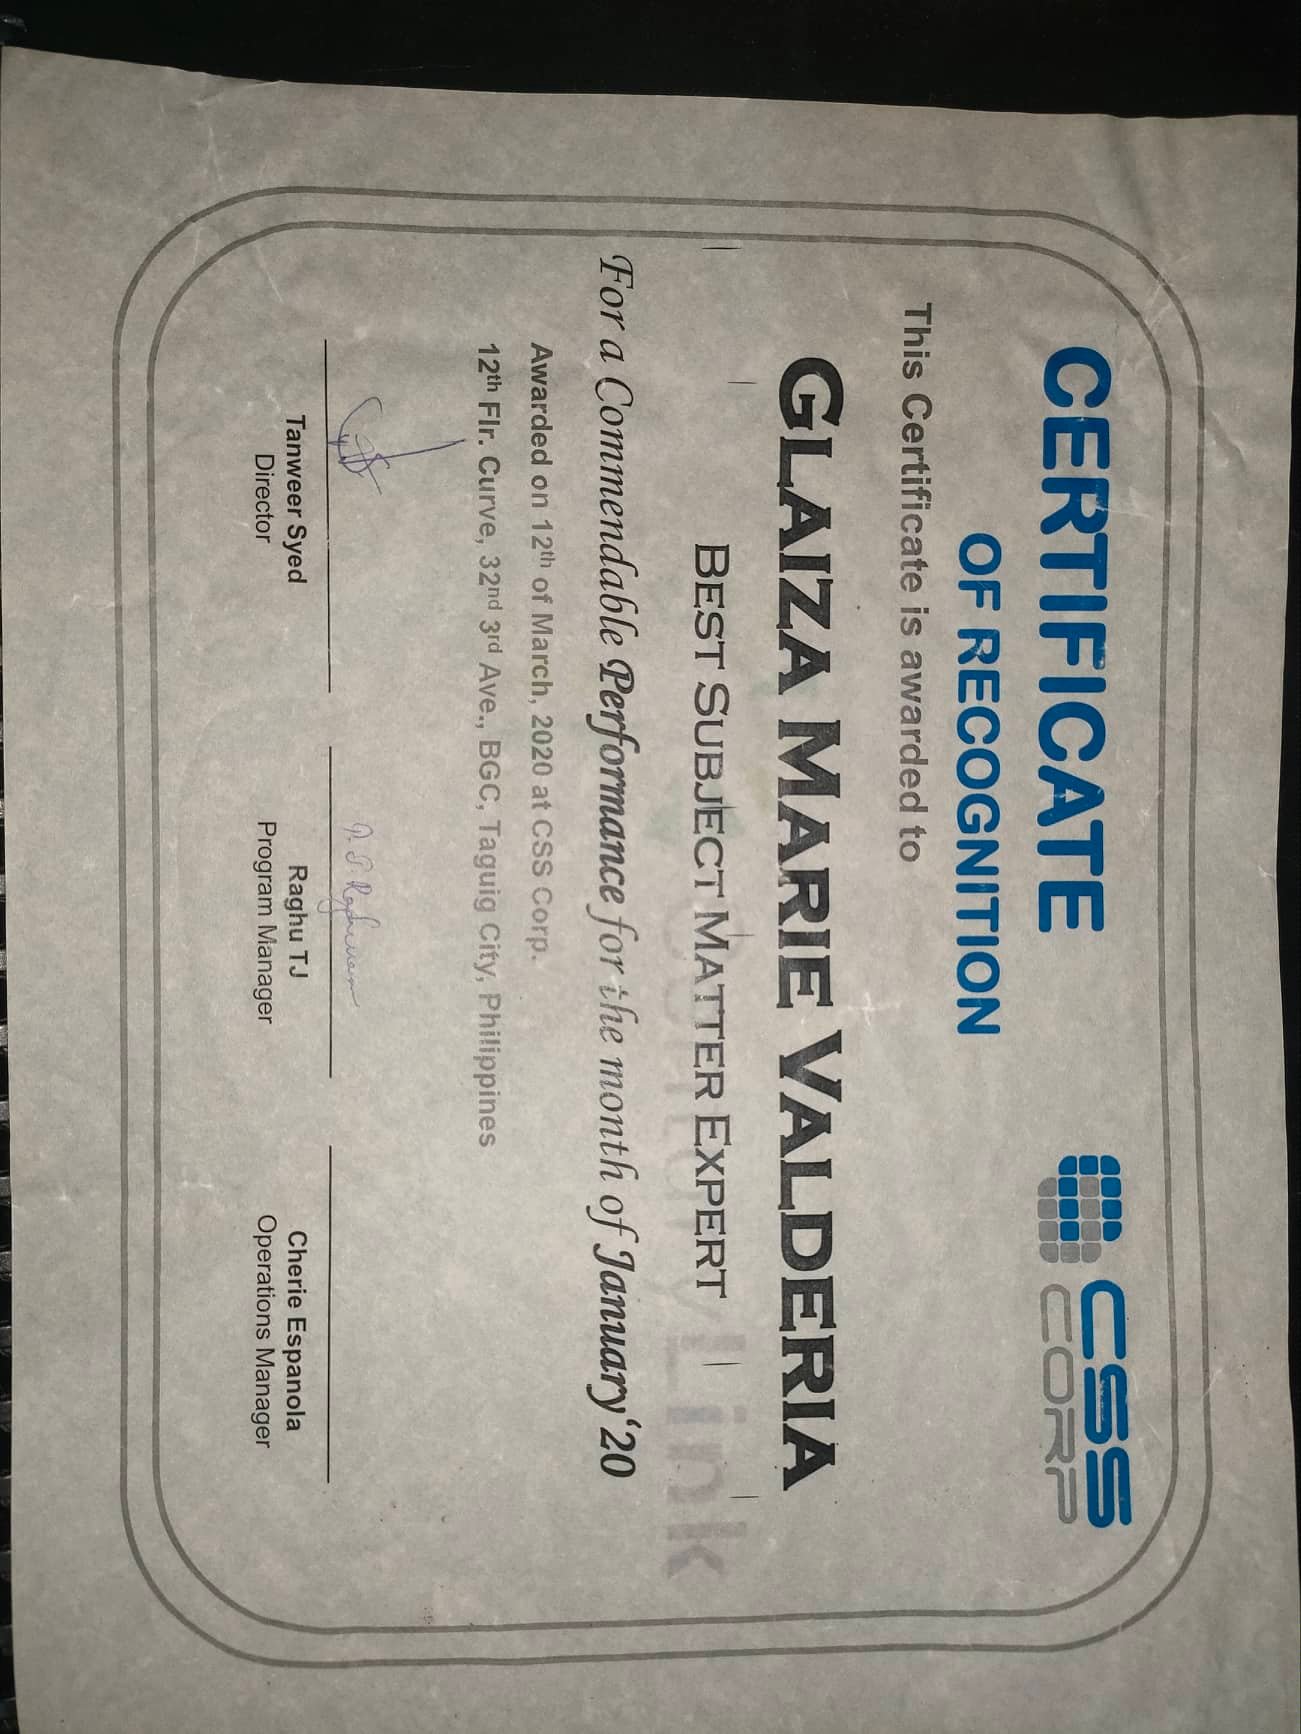 CERTIFICATE
OF RECOGNITION
CSS
CORP
This Certificate is awarded to
GLAIZA MARIE VALDERIA
BEST SUBJECT MATTER EXPERT
For a Commendable Performance for the month of January'20
Awarded on 12th of March, 2020 at CSS Corp.
12th Flr. Curve, 32nd 3rd Ave., BGC, Taguig City, Philippines
Tanweer Syed
Director
Raghu TJ
Program Manager
Cherie Espanola
Operations Manager